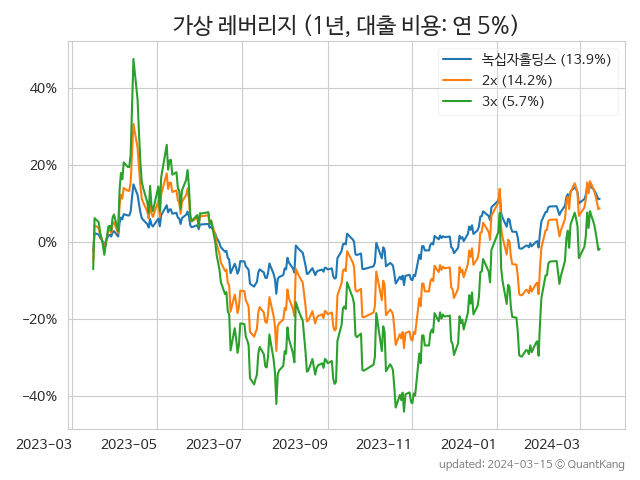 가상 레버리지 (1년, 대출 비용: 연 5%)
녹십자홀딩스 (13.9%)
2x (14.2%)
3x (5.7%)
40%
20%
0%
−20%
−40%
2023-03 2023-05 2023-07 2023-09 2023-11 2024-01 2024-03
updated: 2024-03-15 © QuantKang